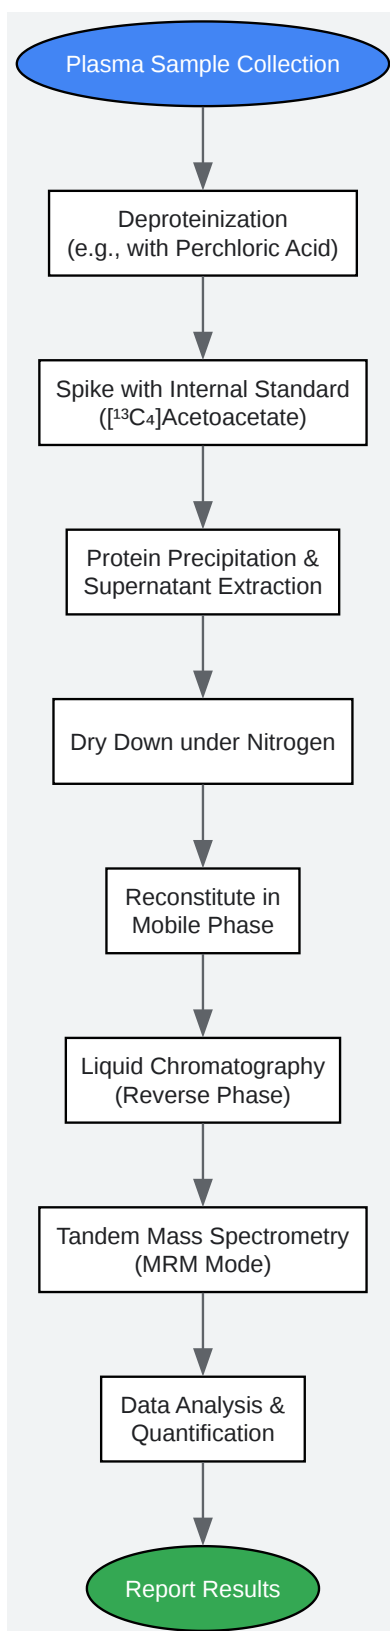 Plasma Sample Collection
Deproteinization
(e.g., with Perchloric Acid)
Spike with Internal Standard
([¹³C₄]Acetoacetate)
Protein Precipitation &
Supernatant Extraction
Dry Down under Nitrogen
Reconstitute in
Mobile Phase
Liquid Chromatography
(Reverse Phase)
Tandem Mass Spectrometry
(MRM Mode)
Data Analysis &
Quantification
Report Results